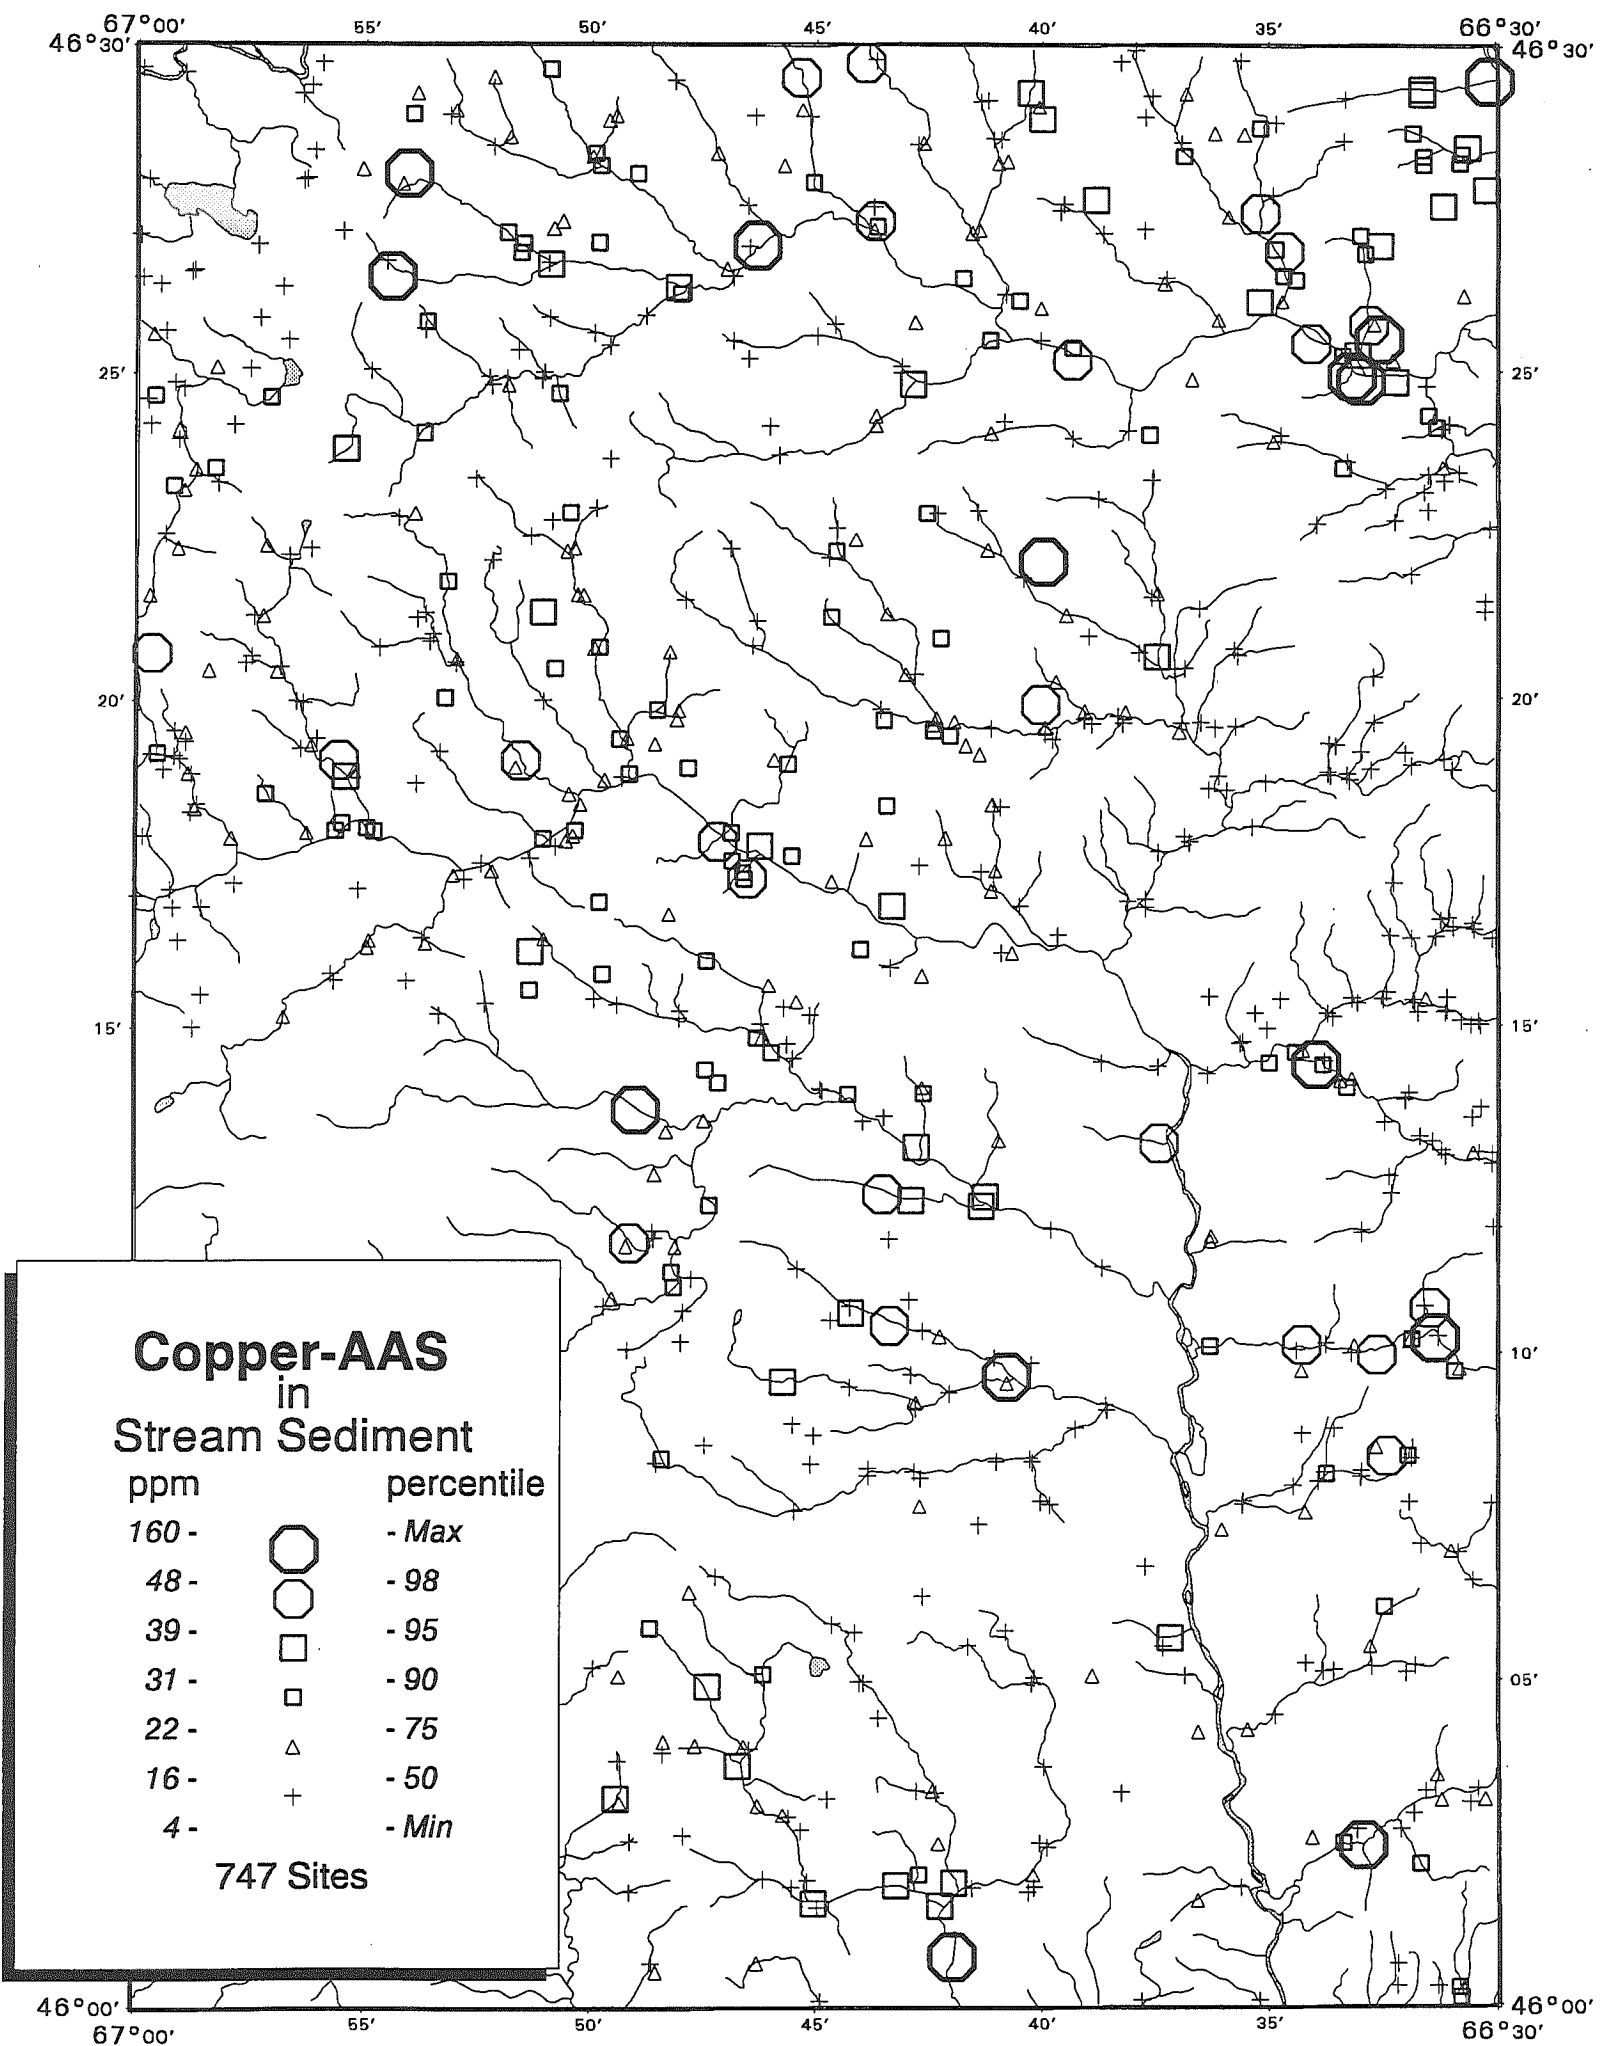 67°00′ 55′ 50′ 45′ 40′ 35′ 66°30′
46°30′ 46°30′
25′ 25′
20′ 20′
15′ 15′
10′
05′
Copper-AAS
in
Stream Sediment
ppm percentile
160 - - Max
48 - - 98
39 - - 95
31 - - 90
22 - - 75
16 - - 50
4 - - Min
747 Sites
46°00′ 46°00′
67°00′ 55′ 50′ 45′ 40′ 35′ 66°30′